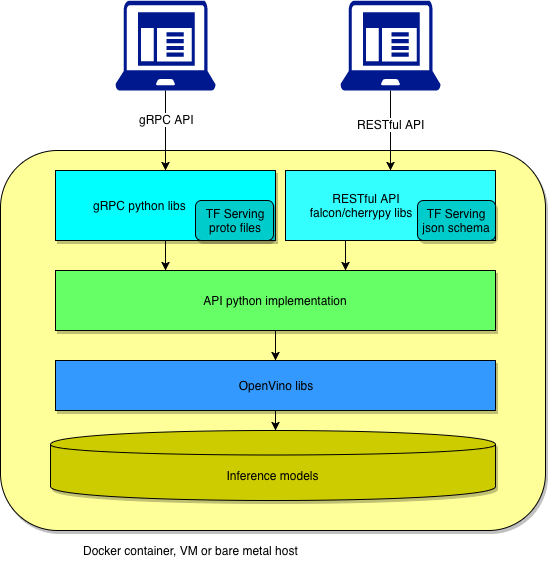 gRPC API
RESTful API
gRPC python libs
TF Serving
proto files
RESTful API
falcon/cherrypy libs
TF Serving
json schema
API python implementation
OpenVino libs
Inference models
Docker container, VM or bare metal host